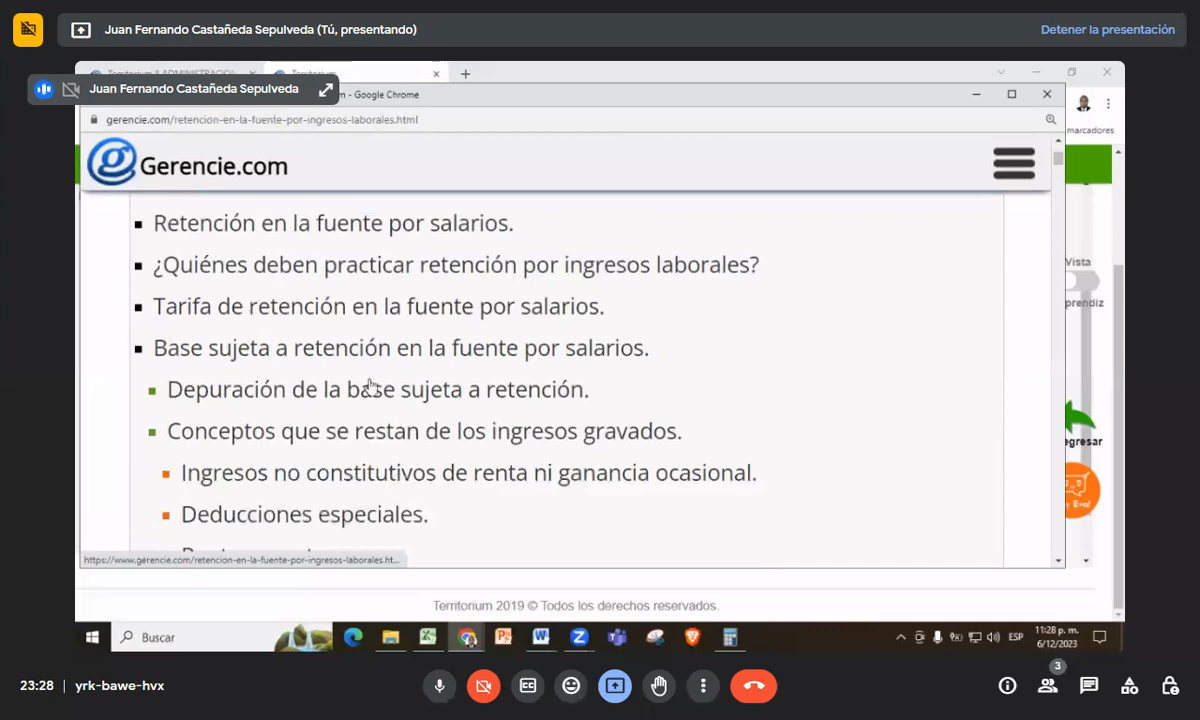 Juan Fernando Castañeda Sepulveda (Tú, presentando)
Detener la presentación
Juan Fernando Castañeda Sepulveda
- Google Chrome
gerencie.com/retencion-en-la-fuente-por-ingresos-laborales.html
marcadores
Gerencie.com
Retención en la fuente por salarios.
¿Quiénes deben practicar retención por ingresos laborales?
Vista
prendiz
Tarifa de retención en la fuente por salarios.
Base sujeta a retención en la fuente por salarios.
Depuración de la base sujeta a retención.
Conceptos que se restan de los ingresos gravados.
egresar
Ingresos no constitutivos de renta ni ganancia ocasional.
Deducciones especiales.
https://www.gerencie.com/retencion-en-la-fuente-por-ingresos-laborales.ht...
Territorium 2019 © Todos los derechos reservados.
Buscar
ESP
11:28 p. m.
6/12/2023
23:28 | yrk-bawe-hvx
3